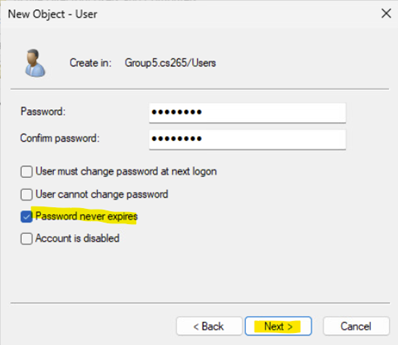 New Object - User
Create in: Group5.cs265/Users
Password: ●●●●●●●●
Confirm password: ●●●●●●●●
User must change password at next logon
User cannot change password
Password never expires
Account is disabled
< Back Next > Cancel